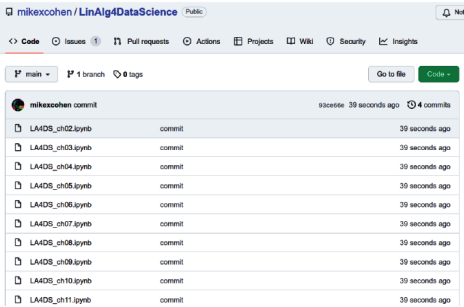 mikexcohen / LinAlg4DataScience Public
<> Code Issues 1 Pull requests Actions Projects Wiki Security Insights
main 1 branch 0 tags Go to file Code
mikexcohen commit 93ce66e 39 seconds ago 4 commits
LA4DS_ch02.ipynb commit 39 seconds ago
LA4DS_ch03.ipynb commit 39 seconds ago
LA4DS_ch04.ipynb commit 39 seconds ago
LA4DS_ch05.ipynb commit 39 seconds ago
LA4DS_ch06.ipynb commit 39 seconds ago
LA4DS_ch07.ipynb commit 39 seconds ago
LA4DS_ch08.ipynb commit 39 seconds ago
LA4DS_ch09.ipynb commit 39 seconds ago
LA4DS_ch10.ipynb commit 39 seconds ago
LA4DS_ch11.ipynb commit 39 seconds ago